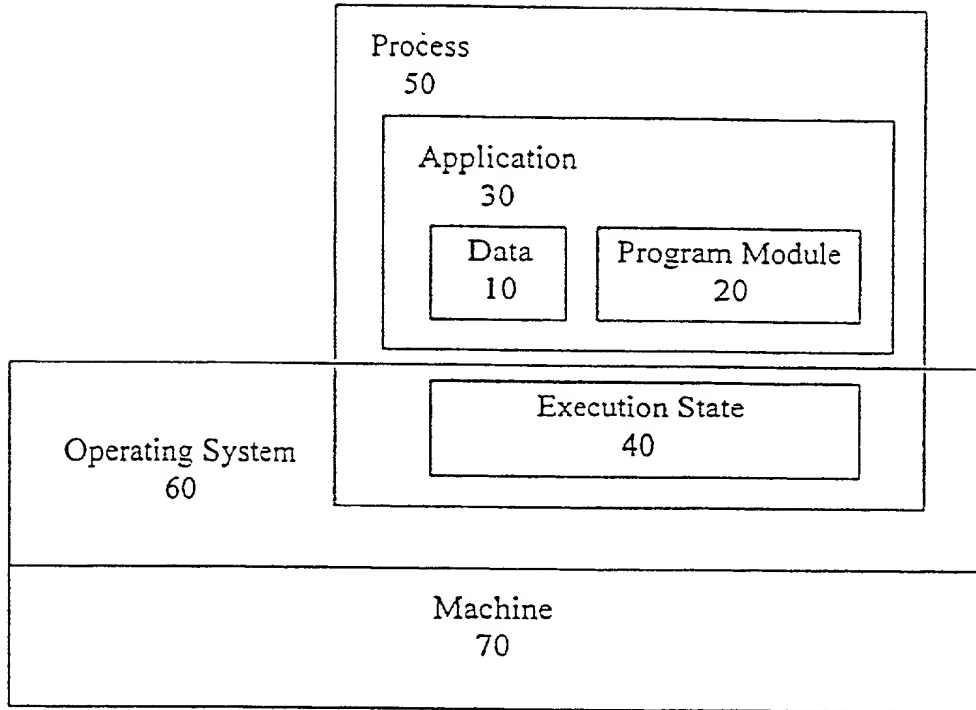 Process
50
Application
30
Data
10
Program Module
20
Execution State
40
Operating System
60
Machine
70